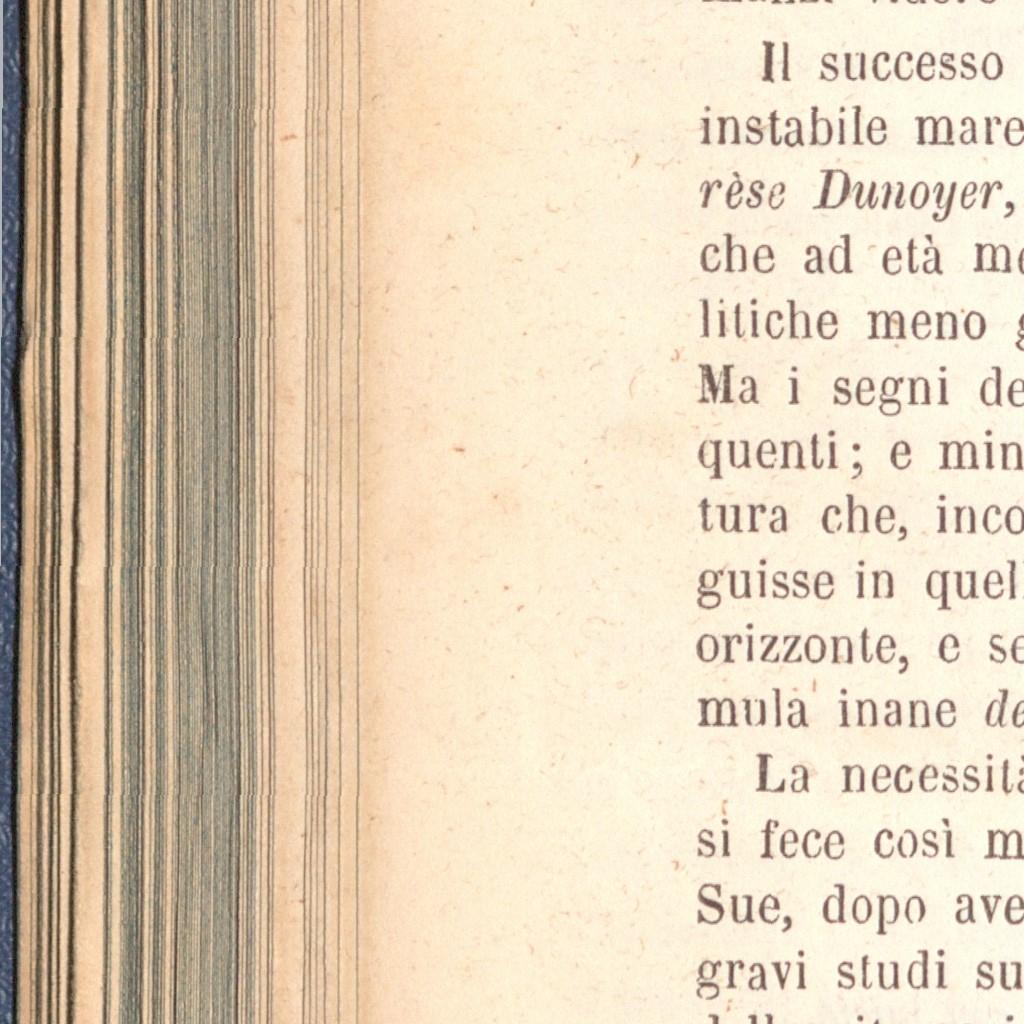 Il successo
instabile mare
rèse Dunoyer,
che ad età me
litiche meno g
Ma i segni de
quenti; e min
tura che, inco
guisse in quel
orizzonte, e se
mula inane de
La necessità
si fece così m
Sue, dopo ave
gravi studi su